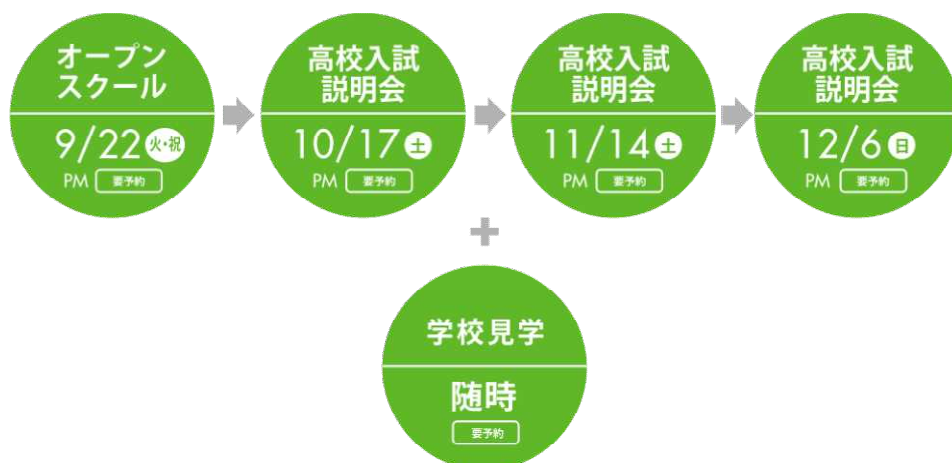 オープン
スクール
9/22 火・祝
PM 要予約
高校入試
説明会
10/17 土
PM 要予約
高校入試
説明会
11/14 土
PM 要予約
高校入試
説明会
12/6 日
PM 要予約
学校見学
随時
要予約